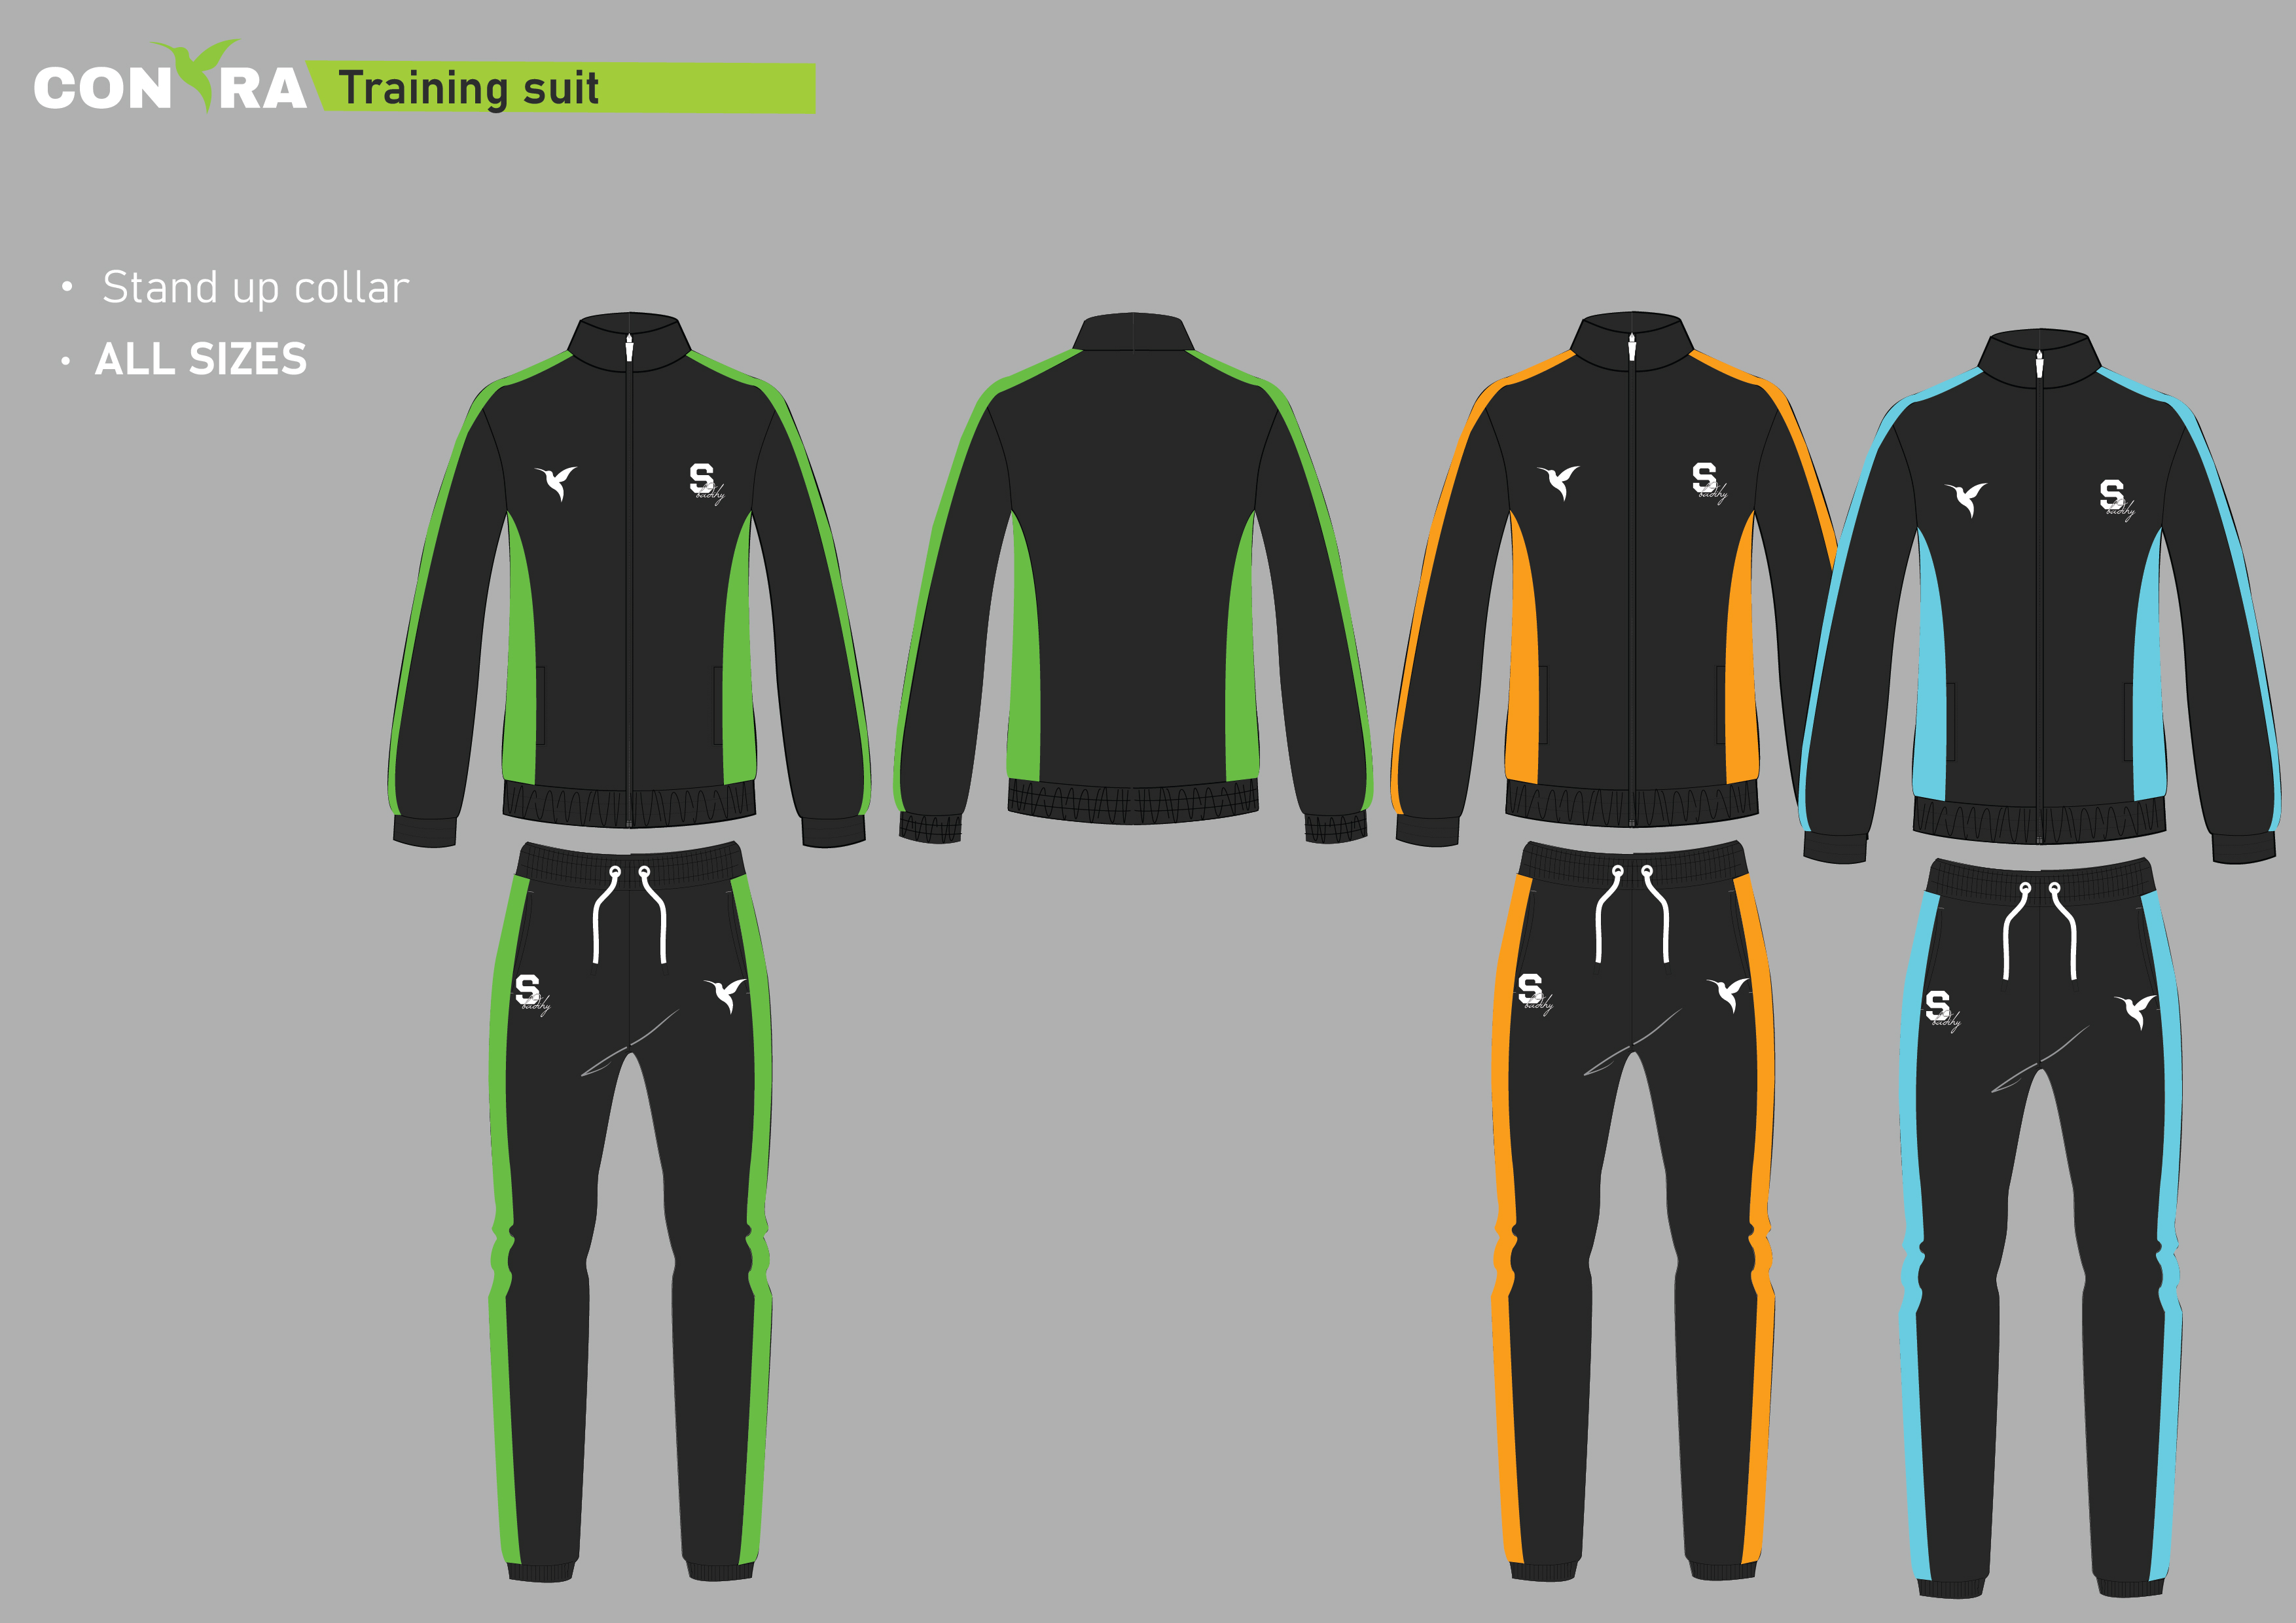 CON RA
Training suit
• Stand up collar
• ALL SIZES
S
S
S
S
S
S